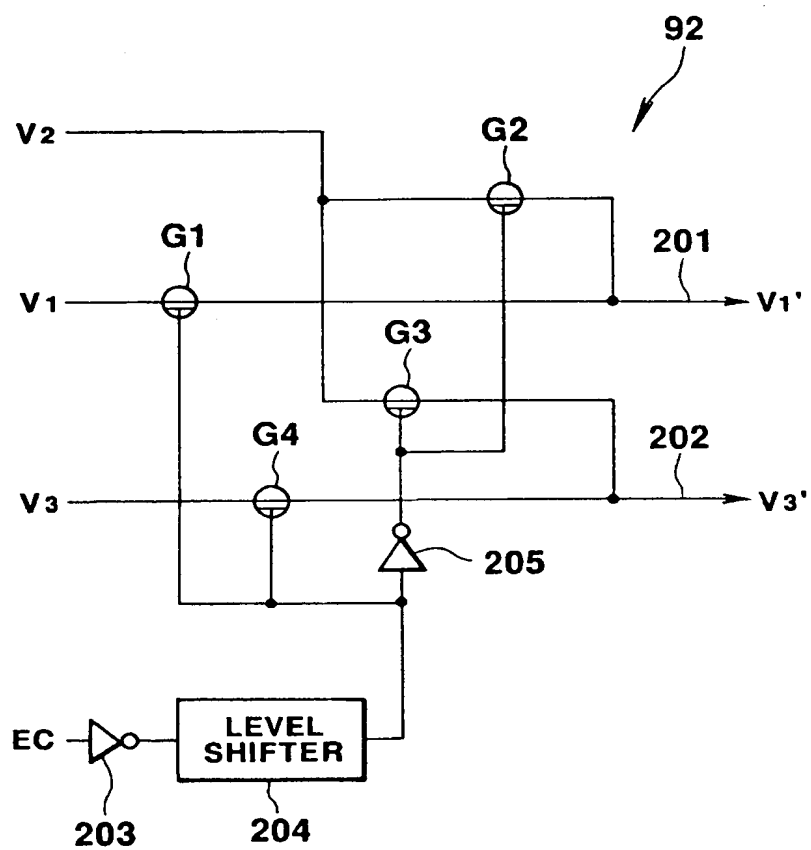 92
V2
G2
G1
201
V1
V1'
G3
G4
202
V3
V3'
205
EC
LEVEL
SHIFTER
203
204